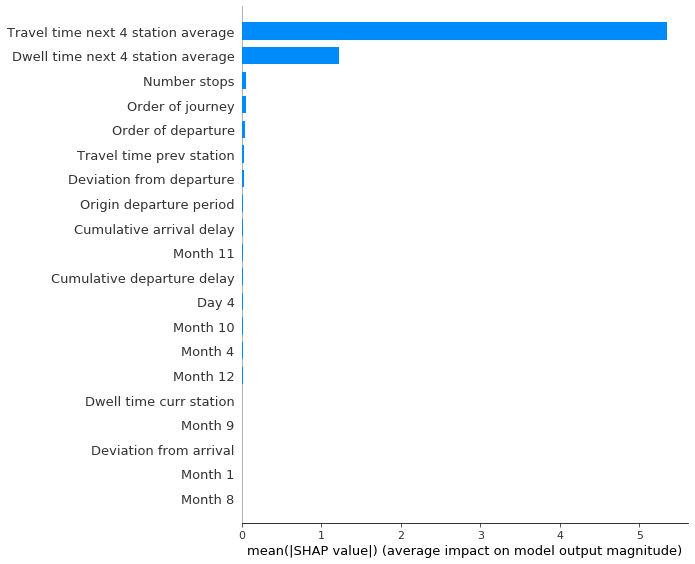 Travel time next 4 station average
Dwell time next 4 station average
Number stops
Order of journey
Order of departure
Travel time prev station
Deviation from departure
Origin departure period
Cumulative arrival delay
Month 11
Cumulative departure delay
Day 4
Month 10
Month 4
Month 12
Dwell time curr station
Month 9
Deviation from arrival
Month 1
Month 8
0 1 2 3 4 5
mean(|SHAP value|) (average impact on model output magnitude)